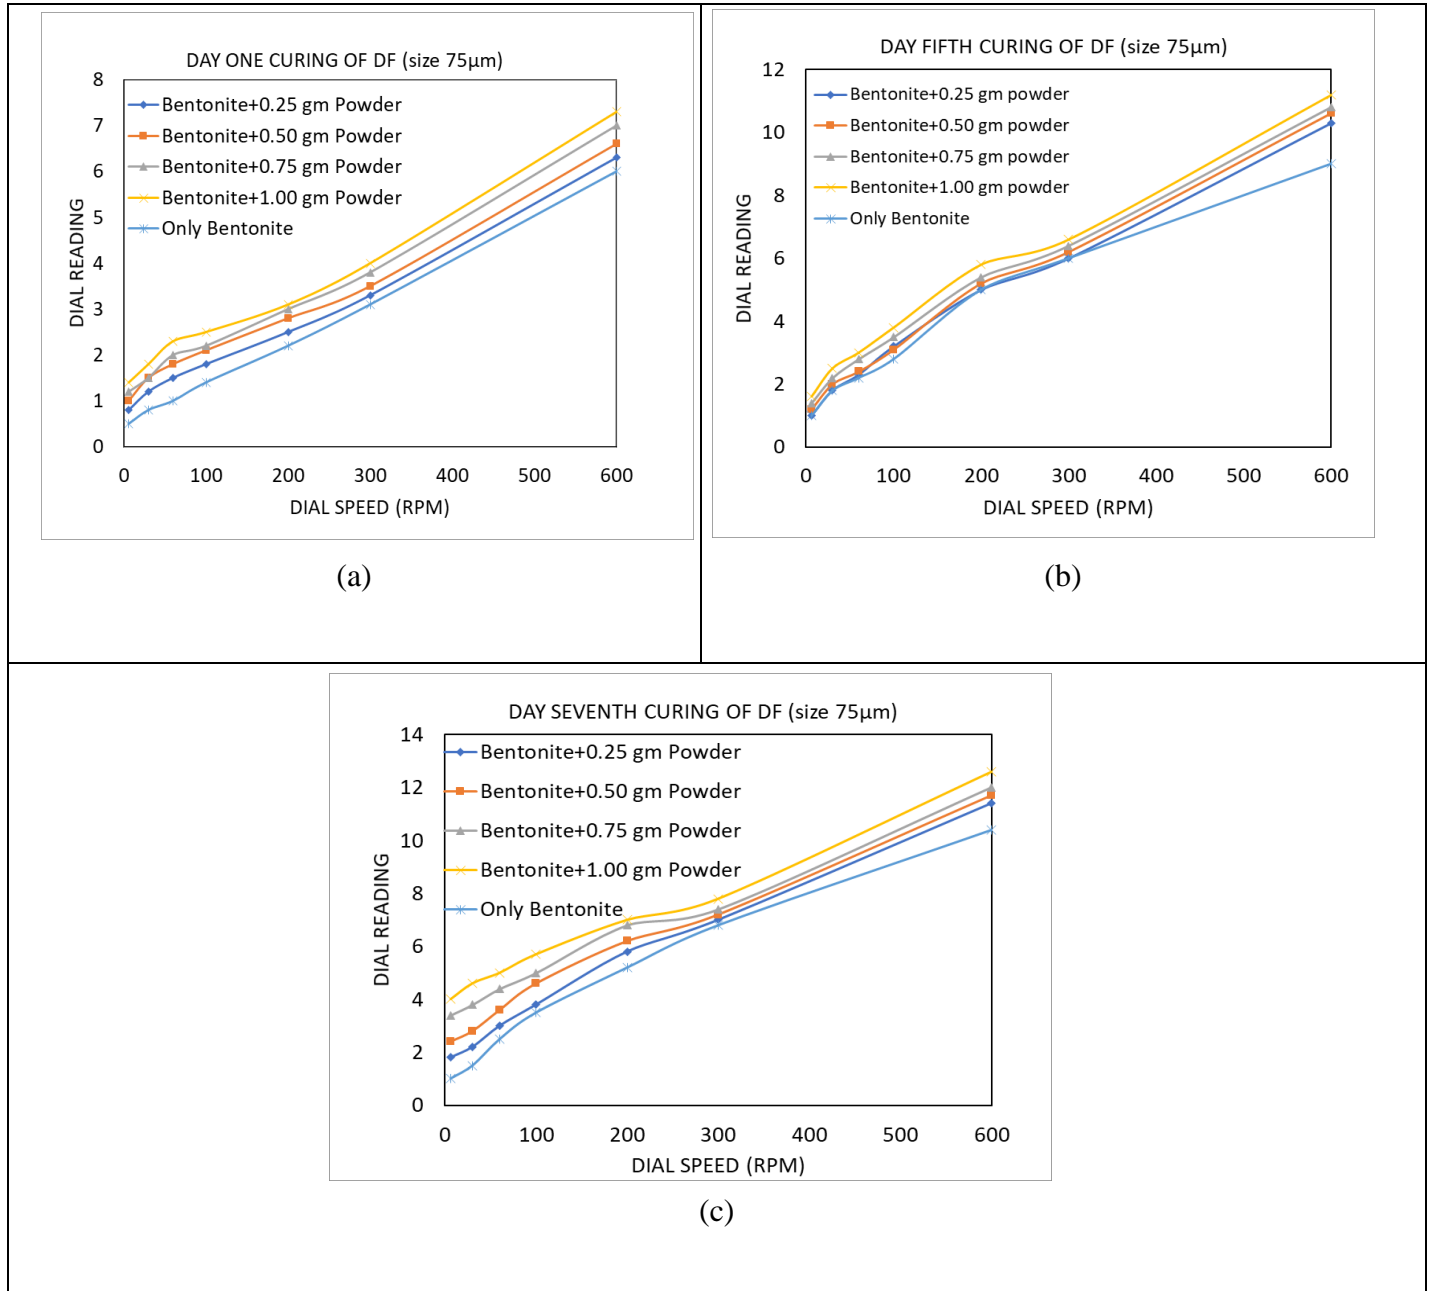 DAY ONE CURING OF DF (size 75µm)
8
7
6
5
4
3
2
1
0
Bentonite+0.25 gm Powder
Bentonite+0.50 gm Powder
Bentonite+0.75 gm Powder
Bentonite+1.00 gm Powder
Only Bentonite
DIAL READING
0 100 200 300 400 500 600
DIAL SPEED (RPM)
(a)
DAY FIFTH CURING OF DF (size 75µm)
12
10
8
6
4
2
0
Bentonite+0.25 gm powder
Bentonite+0.50 gm powder
Bentonite+0.75 gm powder
Bentonite+1.00 gm powder
Only Bentonite
DIAL READING
0 100 200 300 400 500 600
DIAL SPEED (RPM)
(b)
DAY SEVENTH CURING OF DF (size 75µm)
14
12
10
8
6
4
2
0
Bentonite+0.25 gm Powder
Bentonite+0.50 gm Powder
Bentonite+0.75 gm Powder
Bentonite+1.00 gm Powder
Only Bentonite
DIAL READING
0 100 200 300 400 500 600
DIAL SPEED (RPM)
(c)